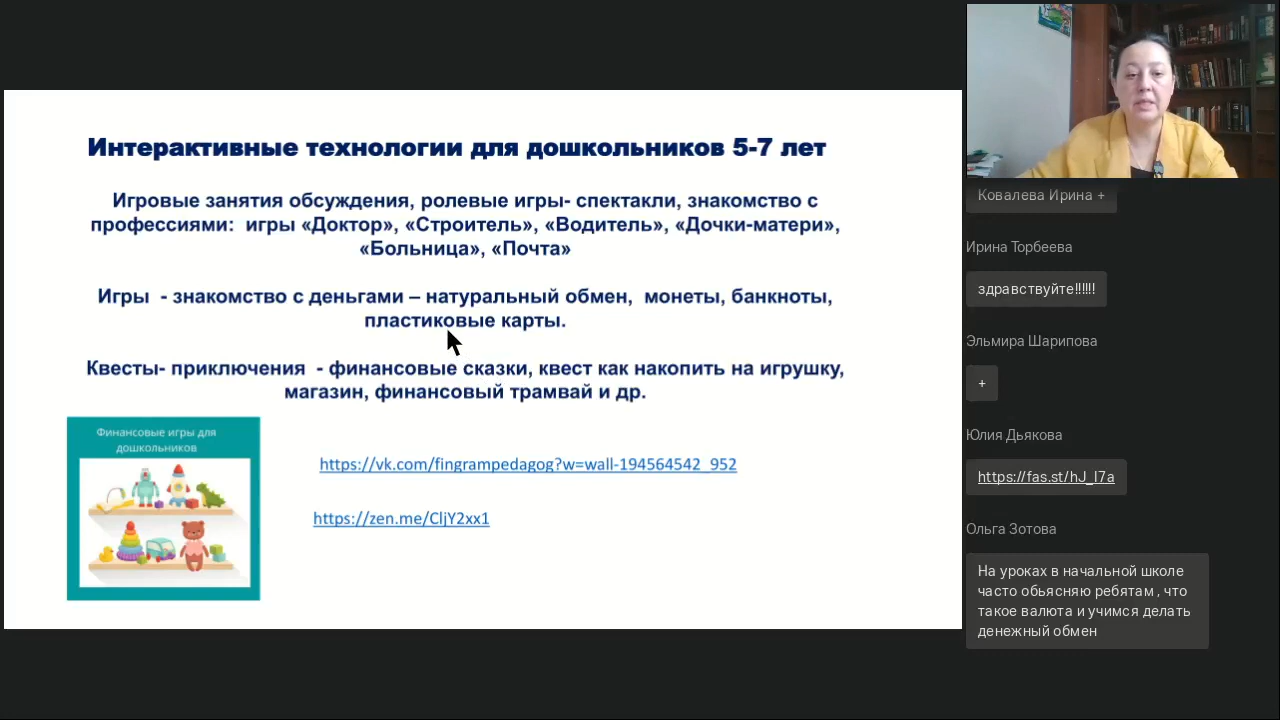 Интерактивные технологии для дошкольников 5-7 лет
Игровые занятия обсуждения, ролевые игры- спектакли, знакомство с
профессиями:  игры «Доктор», «Строитель», «Водитель», «Дочки-матери»,
«Больница», «Почта»
Игры  - знакомство с деньгами – натуральный обмен,  монеты, банкноты,
пластиковые карты.
Квесты- приключения  - финансовые сказки, квест как накопить на игрушку,
магазин, финансовый трамвай и др.
Финансовые игры для
дошкольников
https://vk.com/fingrampedagog?w=wall-194564542_952
https://zen.me/CljY2xx1
Ковалева Ирина +
Ирина Торбеева
здравствуйте!!!!!!
Эльмира Шарипова
+
Юлия Дьякова
https://fas.st/hJ_I7a
Ольга Зотова
На уроках в начальной школе
часто обьясняю ребятам , что
такое валюта и учимся делать
денежный обмен